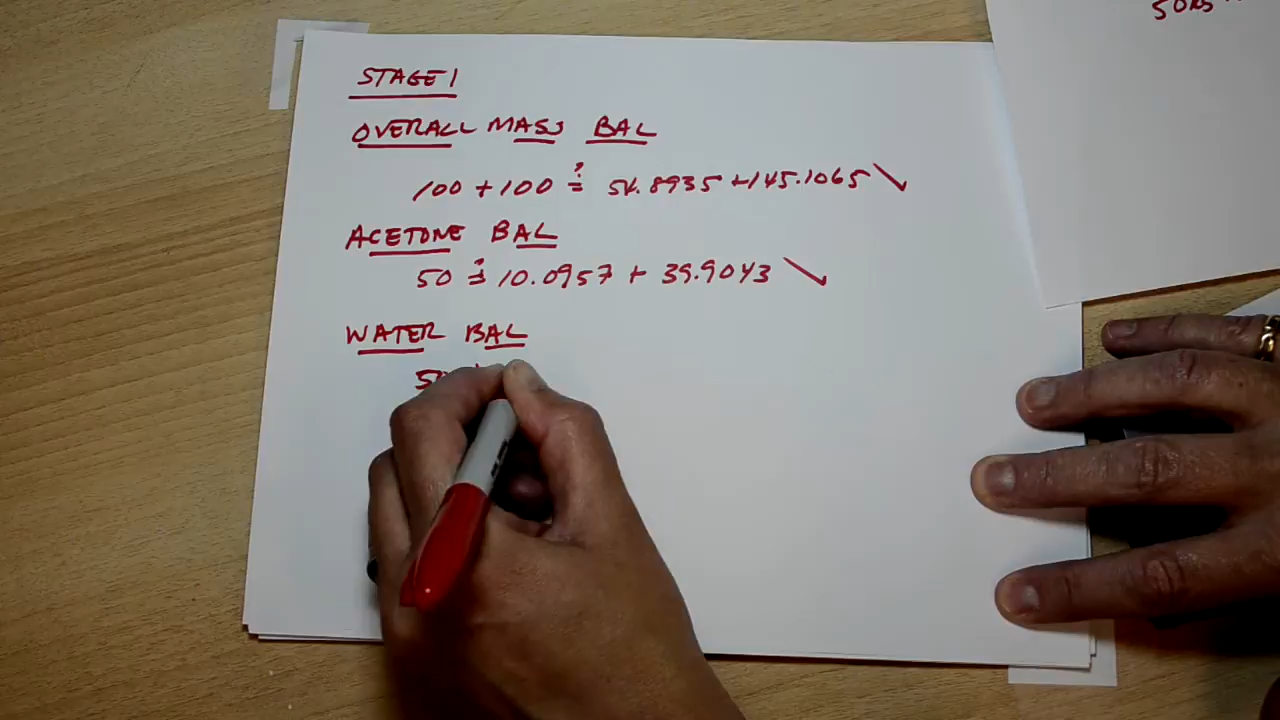 STAGE 1
OVERALL MASS BAL
100 + 100 ≟ 54.8935 + 145.1065
ACETONE BAL
50 ≟ 10.0957 + 39.9043
WATER BAL
50